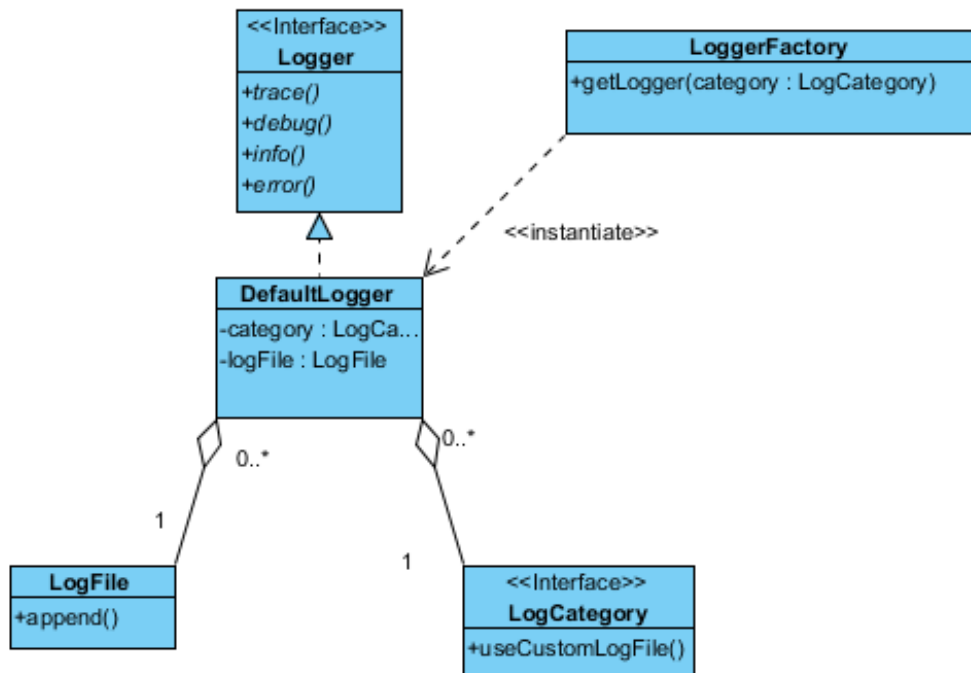 <<Interface>>
Logger
+trace()
+debug()
+info()
+error()
LoggerFactory
+getLogger(category : LogCategory)
<<instantiate>>
DefaultLogger
-category : LogCa...
-logFile : LogFile
0..*
0..*
1
1
LogFile
+append()
<<Interface>>
LogCategory
+useCustomLogFile()